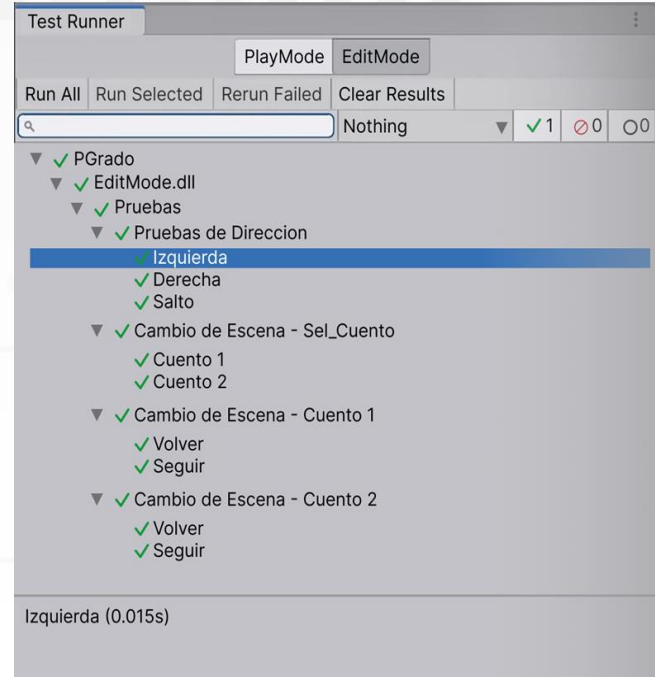 Test Runner
PlayMode EditMode
Run All Run Selected Rerun Failed Clear Results
Nothing 1 0 0
PGrado
EditMode.dll
Pruebas
Pruebas de Direccion
Izquierda
Derecha
Salto
Cambio de Escena - Sel_Cuento
Cuento 1
Cuento 2
Cambio de Escena - Cuento 1
Volver
Seguir
Cambio de Escena - Cuento 2
Volver
Seguir
Izquierda (0.015s)